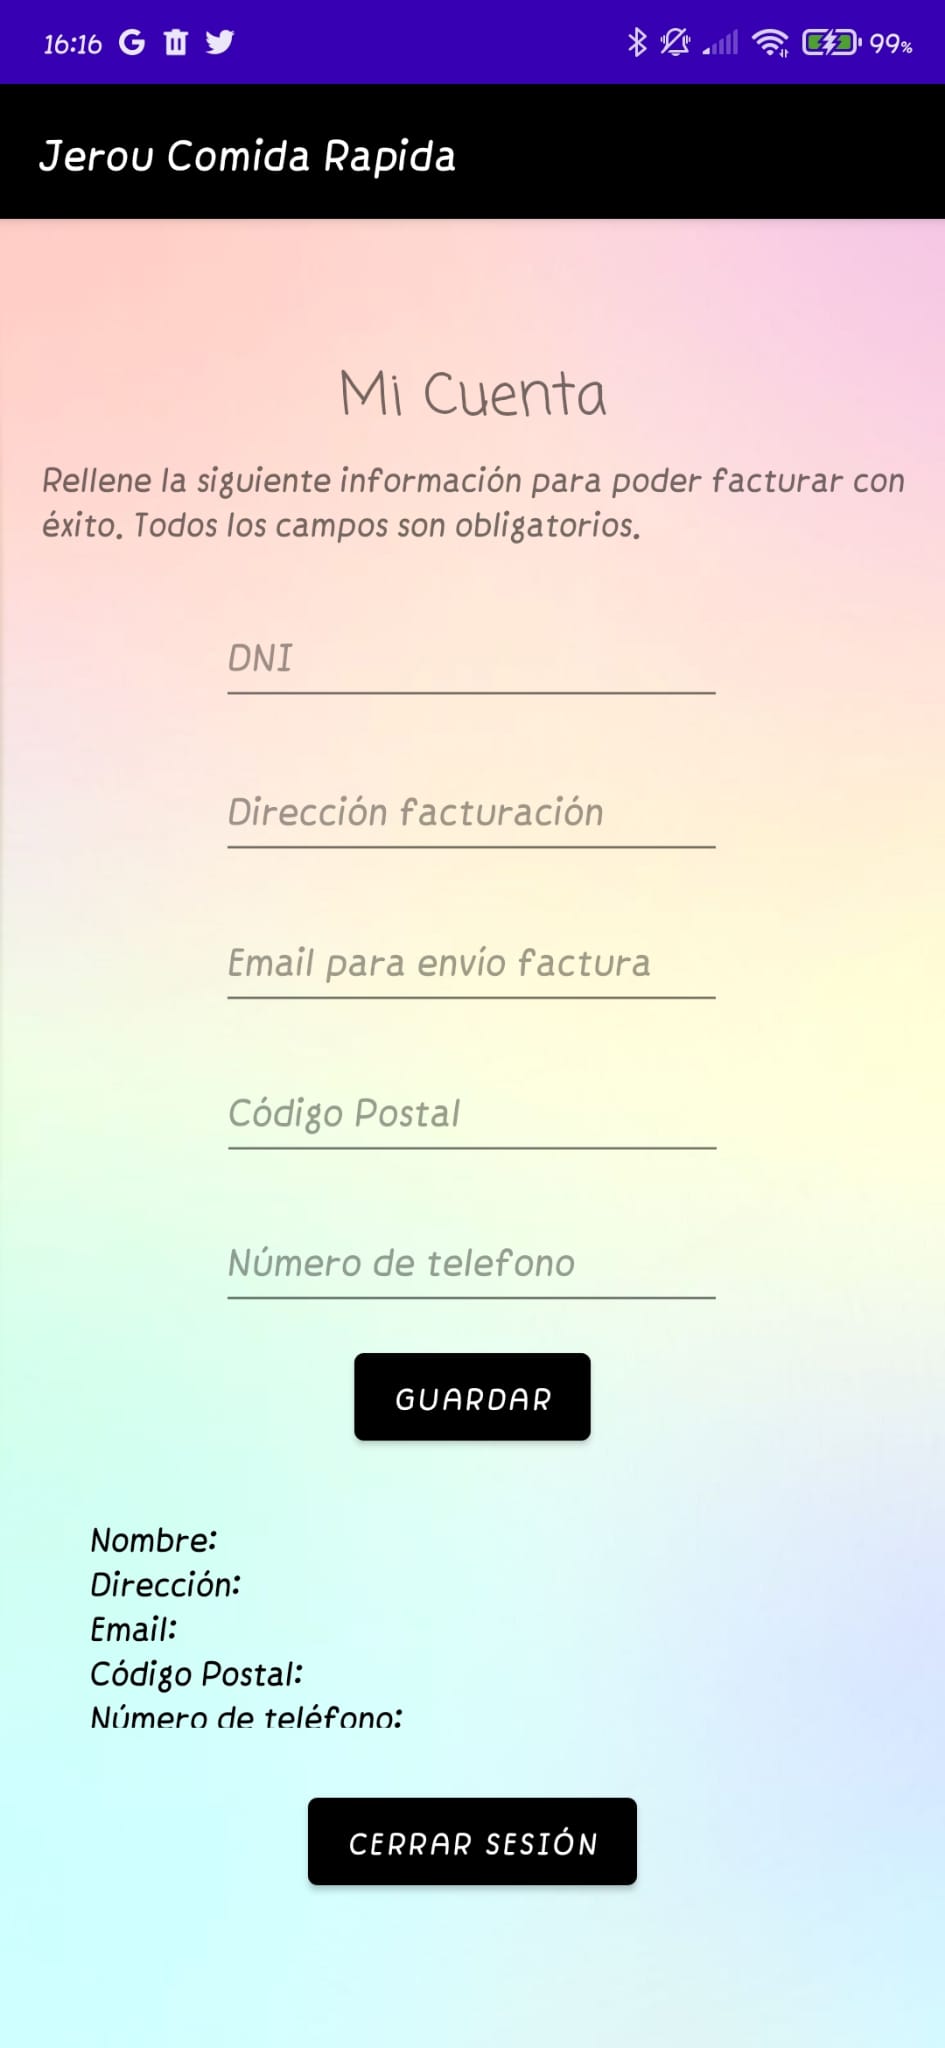 16:16
99%
Jerou Comida Rapida
Mi Cuenta
Rellene la siguiente información para poder facturar con
éxito. Todos los campos son obligatorios.
DNI
Dirección facturación
Email para envío factura
Código Postal
Número de telefono
GUARDAR
Nombre:
Dirección:
Email:
Código Postal:
Número de teléfono:
CERRAR SESIÓN